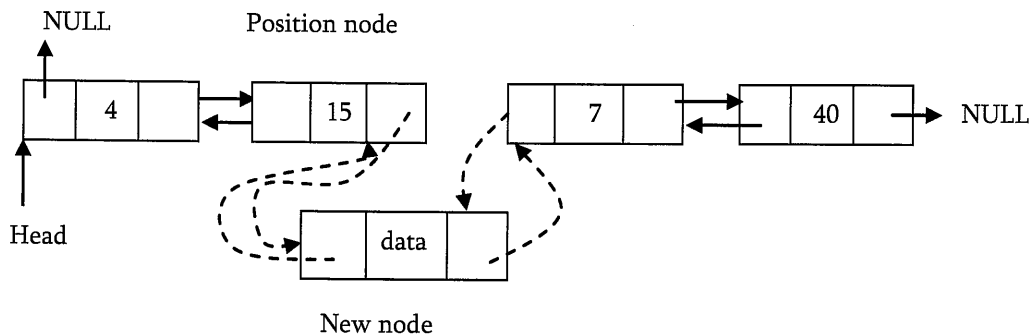 NULL
Position node
4
15
7
40
NULL
Head
data
New node